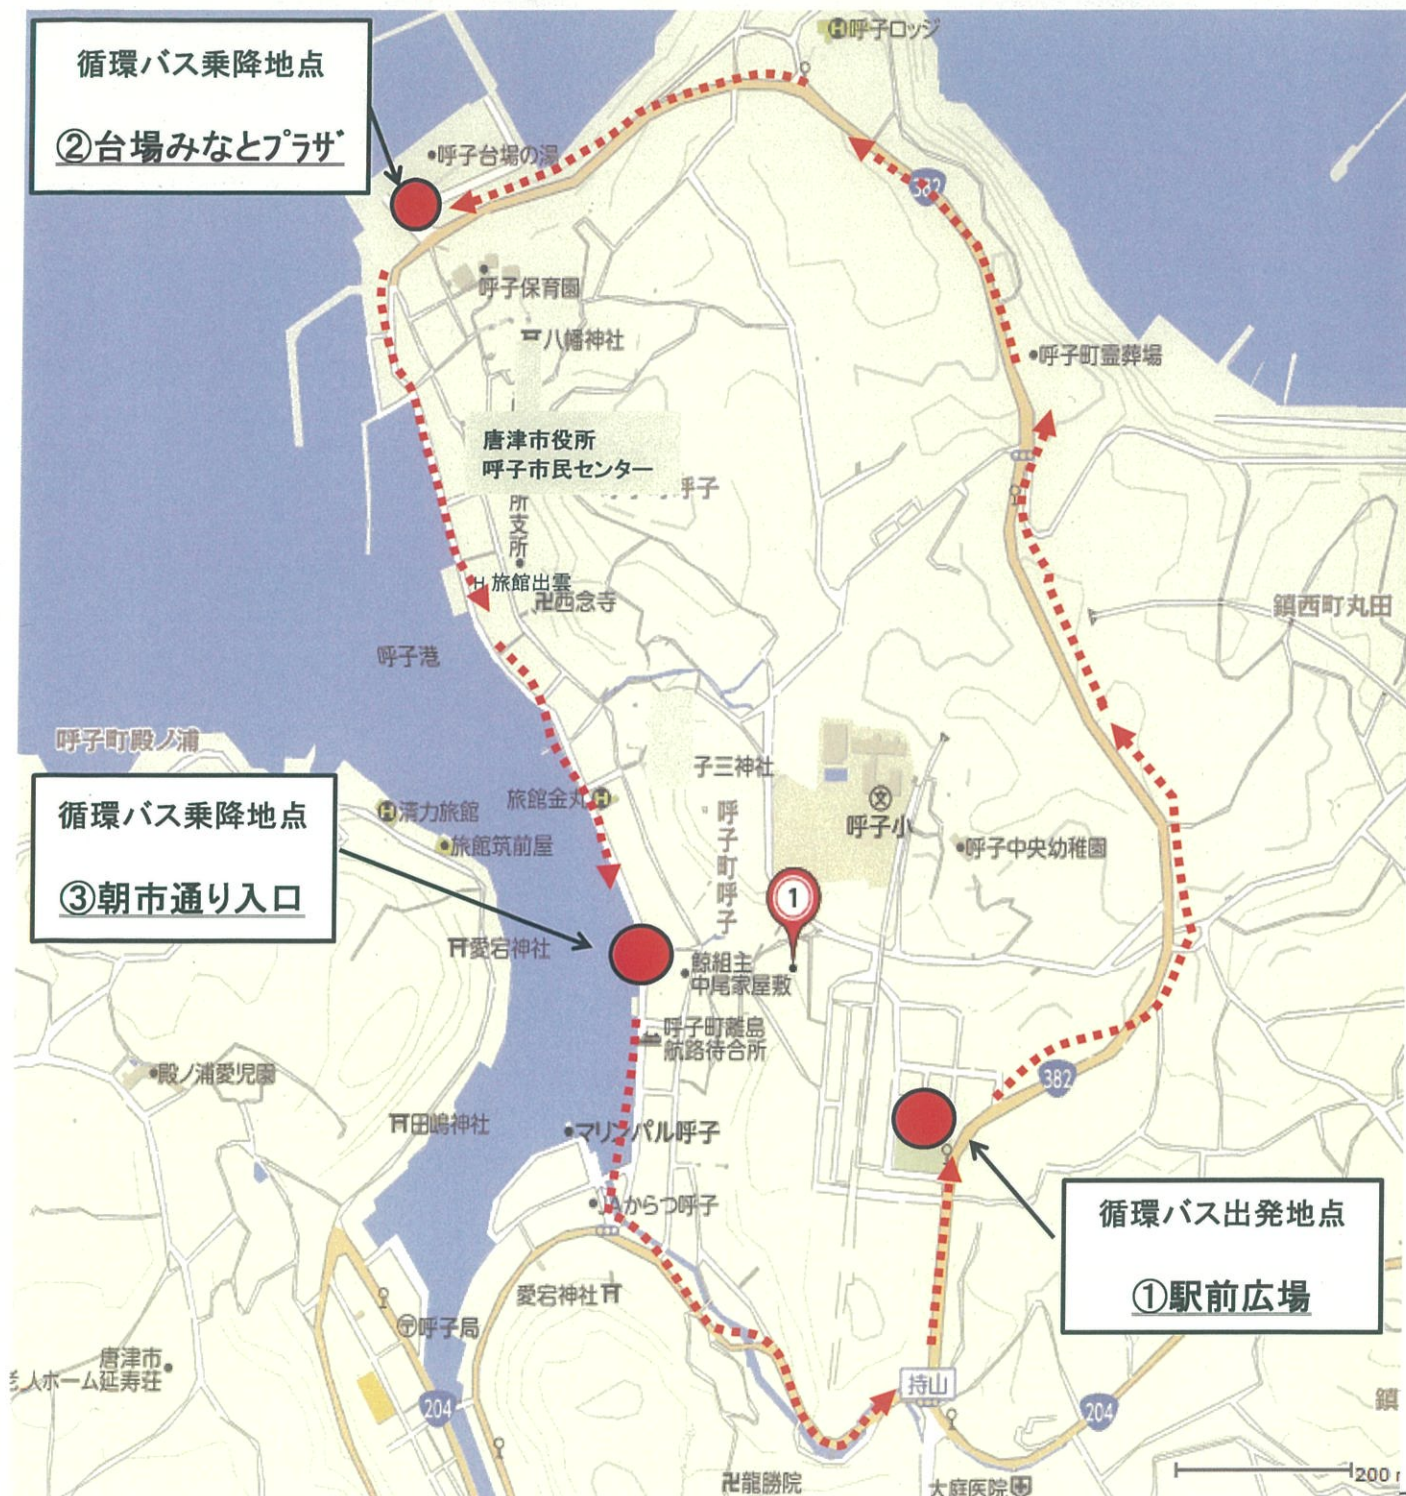 呼子ロッジ
循環バス乗降地点
②台場みなとプラザ
呼子台場の湯
382
呼子保育園
八幡神社
呼子町霊葬場
唐津市役所
呼子市民センター
呼子
所支所
旅館出雲
西念寺
鎮西町丸田
呼子港
呼子町殿ノ浦
子三神社
循環バス乗降地点
③朝市通り入口
清力旅館
旅館金丸
旅館筑前屋
呼子町呼子
文
呼子小
呼子中央幼稚園
1
愛宕神社
鯨組主
中尾家屋敷
呼子町離島
航路待合所
殿ノ浦愛児園
382
田嶋神社
マリンパル呼子
JAからつ呼子
循環バス出発地点
①駅前広場
愛宕神社
呼子局
唐津市
老人ホーム延寿荘
204
持山
204
鎮
龍勝院
大庭医院
200